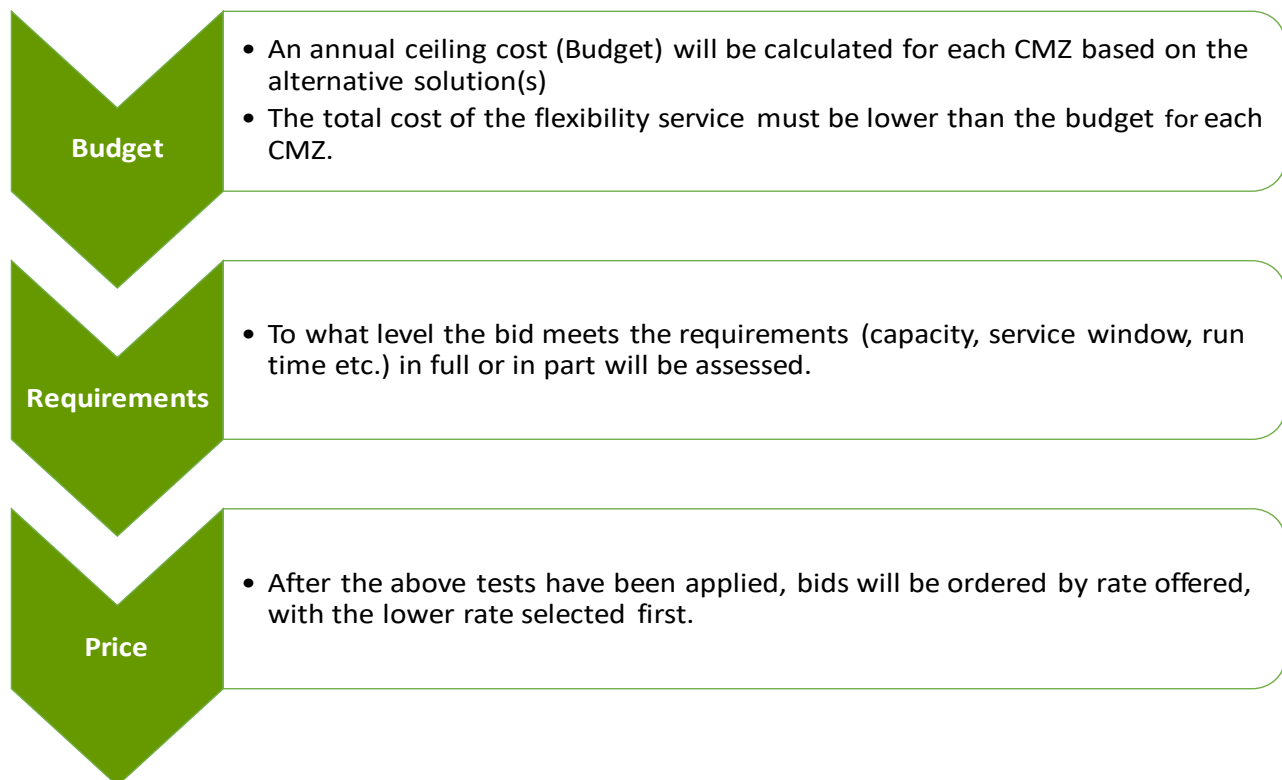 Budget
• An annual ceiling cost (Budget) will be calculated for each CMZ based on the
alternative solution(s)
• The total cost of the flexibility service must be lower than the budget for each
CMZ.
Requirements
• To what level the bid meets the requirements (capacity, service window, run
time etc.) in full or in part will be assessed.
Price
• After the above tests have been applied, bids will be ordered by rate offered,
with the lower rate selected first.